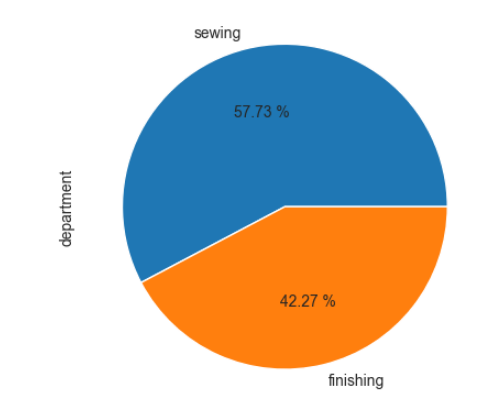 sewing
57.73 %
department
42.27 %
finishing